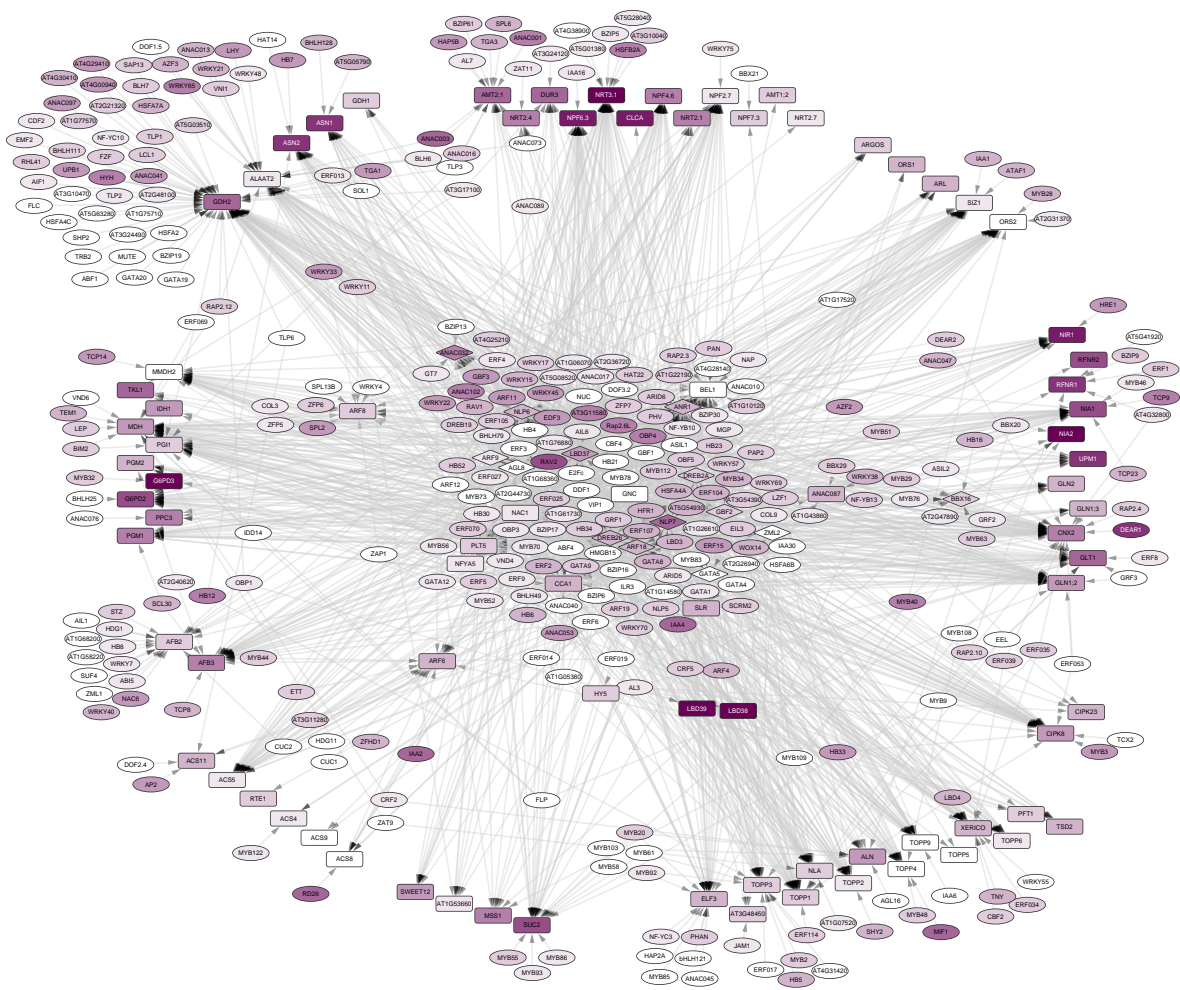 BZIP61
SPL6
AT5G28040
HAP5B
TGA3
ANAC001
AT4G38900
BZIP5
AT3G10040
AL7
ZAT11
AT3G24120
AT5G01380
HSFB2A
WRKY75
IAA16
BBX21
AMT2;1
DUR3
NRT3.1
NPF4.6
NPF2.7
AMT1;2
NRT2.4
NPF6.3
CLCA
NRT2.1
NPF7.3
NRT2.7
ANAC073
HAT14
BHLH128
DOF1.5
ANAC013
LHY
HB7
AT5G05790
AT4G29410
SAP13
AZF3
WRKY21
WRKY48
AT4G30410
AT4G00940
BLH7
WRKY65
VNI1
ANAC097
AT2G21320
HSFA7A
GDH1
CDF2
AT1G77570
AT5G03510
ASN1
EMF2
NF-YC10
TLP1
ASN2
BHLH111
FZF
LCL1
RHL41
UPB1
HYH
ANAC041
ALAAT2
AIF1
AT3G10470
TLP2
AT2G48100
FLC
AT5G63280
AT1G75710
GDH2
HSFA4C
SHP2
AT3G24490
HSFA2
TRB2
MUTE
BZIP19
ABF1
GATA20
GATA19
ANAC003
BLH6
ANAC016
TLP3
ERF013
TGA1
SOL1
AT3G17100
ANAC089
ARGOS
ORS1
ARL
SIZ1
ORS2
IAA1
ATAF1
MYB28
AT2G31370
WRKY33
WRKY11
RAP2.12
ERF069
TLP6
AT1G17520
TCP14
MMDH2
TKL1
VND6
TEM1
LEP
BIM2
IDH1
MDH
PGI1
PGM2
MYB32
G6PD3
BHLH25
G6PD2
ANAC076
PPC3
PGM1
SPL13B
WRKY4
COL3
ZFP6
ARF8
ZFP5
SPL2
IDD14
ZAP1
BZIP13
AT4G25210
ANAC032
ERF4
WRKY17
AT1G06070
AT2G36720
RAP2.3
PAN
NAP
GT7
GBF3
WRKY15
AT5G08520
ANAC017
HAT22
AT1G22190
AT4G28140
ANAC102
ARF11
WRKY45
NUC
DOF3.2
ARID6
BEL1
ANAC010
WRKY22
RAV1
NLP6
EDF3
AT3G11580
ZFP7
ANR1
AT1G10120
DREB19
ERF105
HB4
Rap2.6L
PHV
BZIP30
BHLH79
AIL6
OBP4
NF-YB10
MGP
ERF3
AT1G76880
CBF4
GBF1
ASIL1
HB23
ARF9
LBD37
PAP2
HB52
AGL8
RAV2
HB21
OBF5
WRKY57
ERF027
AT1G68360
E2Fc
MYB78
MYB112
DREB2A
MYB34
WRKY69
ARF12
MYB73
AT2G44730
DDF1
GNC
HSFA4A
ERF104
AT3G54390
LZF1
ERF025
VIP1
AT5G54930
GBF2
COL9
HB30
NAC1
AT1G61730
GRF1
HFR1
NLP7
AT1G26610
EIL3
ZML2
AT1G43860
ERF070
OBP3
BZIP17
HB34
ERF107
IAA30
MYB56
PLT5
MYB70
ABF4
DREB26
ARF18
LBD3
ERF15
WOX14
NFYA5
VND4
HMGB15
MYB83
AT2G26940
HSFA6B
ERF2
GATA9
BZIP16
GATA8
GATA5
GATA12
ERF5
ERF9
CCA1
ILR3
ARID5
GATA4
MYB52
BHLH49
BZIP6
AT1G14580
GATA1
ANAC040
HB6
ARF19
NLP5
SLR
SCRM2
ERF6
ANAC053
WRKY70
IAA4
AZF2
MYB51
BBX29
WRKY38
MYB29
ANAC087
NF-YB13
MYB76
ASIL2
BBX16
AT2G47890
GRF2
MYB63
HB16
BBX20
DEAR2
ANAC047
HRE1
NIR1
AT5G41920
RFNR2
BZIP9
ERF1
RFNR1
MYB46
TCP9
NIA1
AT4G32800
NIA2
UPM1
TCP23
GLN2
GLN1;3
RAP2.4
CNX2
DEAR1
GLT1
ERF8
GLN1;2
GRF3
MYB40
MYB108
EEL
RAP2.10
ERF039
ERF035
ERF053
AT2G40620
OBP1
SCL30
HB12
AIL1
STZ
AT1G68200
HDG1
AFB2
AT1G58220
HB8
WRKY7
SUF4
ABI5
ZML1
NAC6
WRKY40
AFB3
MYB44
TCP8
ETT
AT3G11280
CUC2
HDG11
ZFHD1
CUC1
DOF2.4
ACS11
AP2
ACS5
RTE1
ACS4
ACS9
ACS8
MYB122
IAA2
CRF2
ZAT9
RD26
ARF6
ERF014
AT1G05380
ERF019
HY5
AL3
CRF5
ARF4
LBD39
LBD38
FLP
MYB9
CIPK23
CIPK8
TCX2
MYB3
MYB109
HB33
LBD4
PFT1
TSD2
XERICO
TOPP6
TOPP9
TOPP5
ALN
TOPP4
NLA
TOPP2
TOPP3
TOPP1
WRKY55
TNY
ERF034
CBF2
IAA6
AGL16
MYB48
MIF1
SHY2
AT1G07520
ERF114
AT3G48450
JAM1
MYB2
ERF017
HB5
AT4G31420
MYB20
MYB103
MYB61
MYB58
MYB92
ELF3
NF-YC3
PHAN
HAP2A
bHLH121
MYB85
ANAC045
SWEET12
AT1G53660
MSS1
SUC2
MYB55
MYB86
MYB93